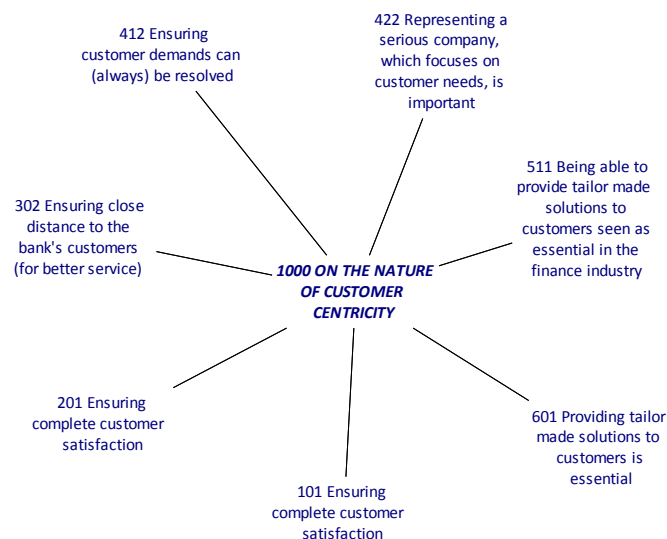 412 Ensuring
customer demands can
(always) be resolved
422 Representing a
serious company,
which focuses on
customer needs, is
important
511 Being able to
provide tailor made
solutions to
customers seen as
essential in the
finance industry
302 Ensuring close
distance to the
bank's customers
(for better service)
1000 ON THE NATURE
OF CUSTOMER
CENTRICITY
201 Ensuring
complete customer
satisfaction
101 Ensuring
complete customer
satisfaction
601 Providing tailor
made solutions to
customers is
essential